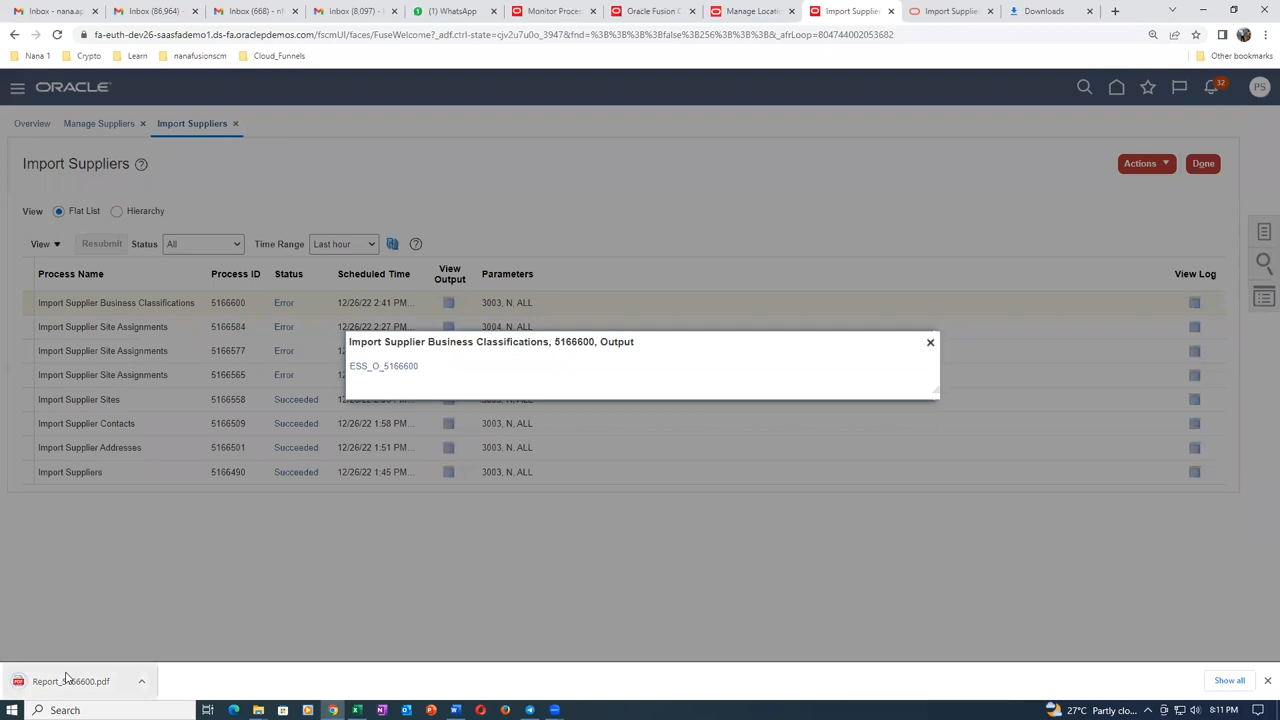 Inbox - nana.ap
Inbox (86,964) -
Inbox (668) - n
Inbox (8,097) -
(1) WhatsApp
Monitor Proce
Oracle Fusion C
Manage Locati
Import Supplier
Import Supplie
Downloads
fa-euth-dev26-saasfademo1.ds-fa.oraclepdemos.com/fscmUI/faces/FuseWelcome?_adf.ctrl-state=cjv2u7u0o_3947&fnd=%3B%3B%3B%3Bfalse%3B256%3B%3B%3B&_afrLoop=804744002053682
Nana 1
Crypto
Learn
nanafusionscm
Cloud_Funnels
Other bookmarks
ORACLE
32
PS
Overview
Manage Suppliers
Import Suppliers
Import Suppliers
Actions
Done
View
Flat List
Hierarchy
View
Resubmit
Status
All
Time Range
Last hour
Process Name
Process ID
Status
Scheduled Time
View Output
Parameters
View Log
Import Supplier Business Classifications 5166600 Error 12/26/22 2:41 PM... 3003, N, ALL
Import Supplier Site Assignments 5166584 Error 12/26/22 2:27 PM... 3004, N, ALL
Import Supplier Business Classifications, 5166600, Output
Import Supplier Site Assignments 5166577 Error
ESS_O_5166600
Import Supplier Site Assignments 5166565 Error
Import Supplier Sites 5166558 Succeeded
Import Supplier Contacts 5166509 Succeeded 12/26/22 1:58 PM... 3003, N, ALL
Import Supplier Addresses 5166501 Succeeded 12/26/22 1:51 PM... 3003, N, ALL
Import Suppliers 5166490 Succeeded 12/26/22 1:45 PM... 3003, N, ALL
Show all
Search
27°C Partly clo...
8:11 PM